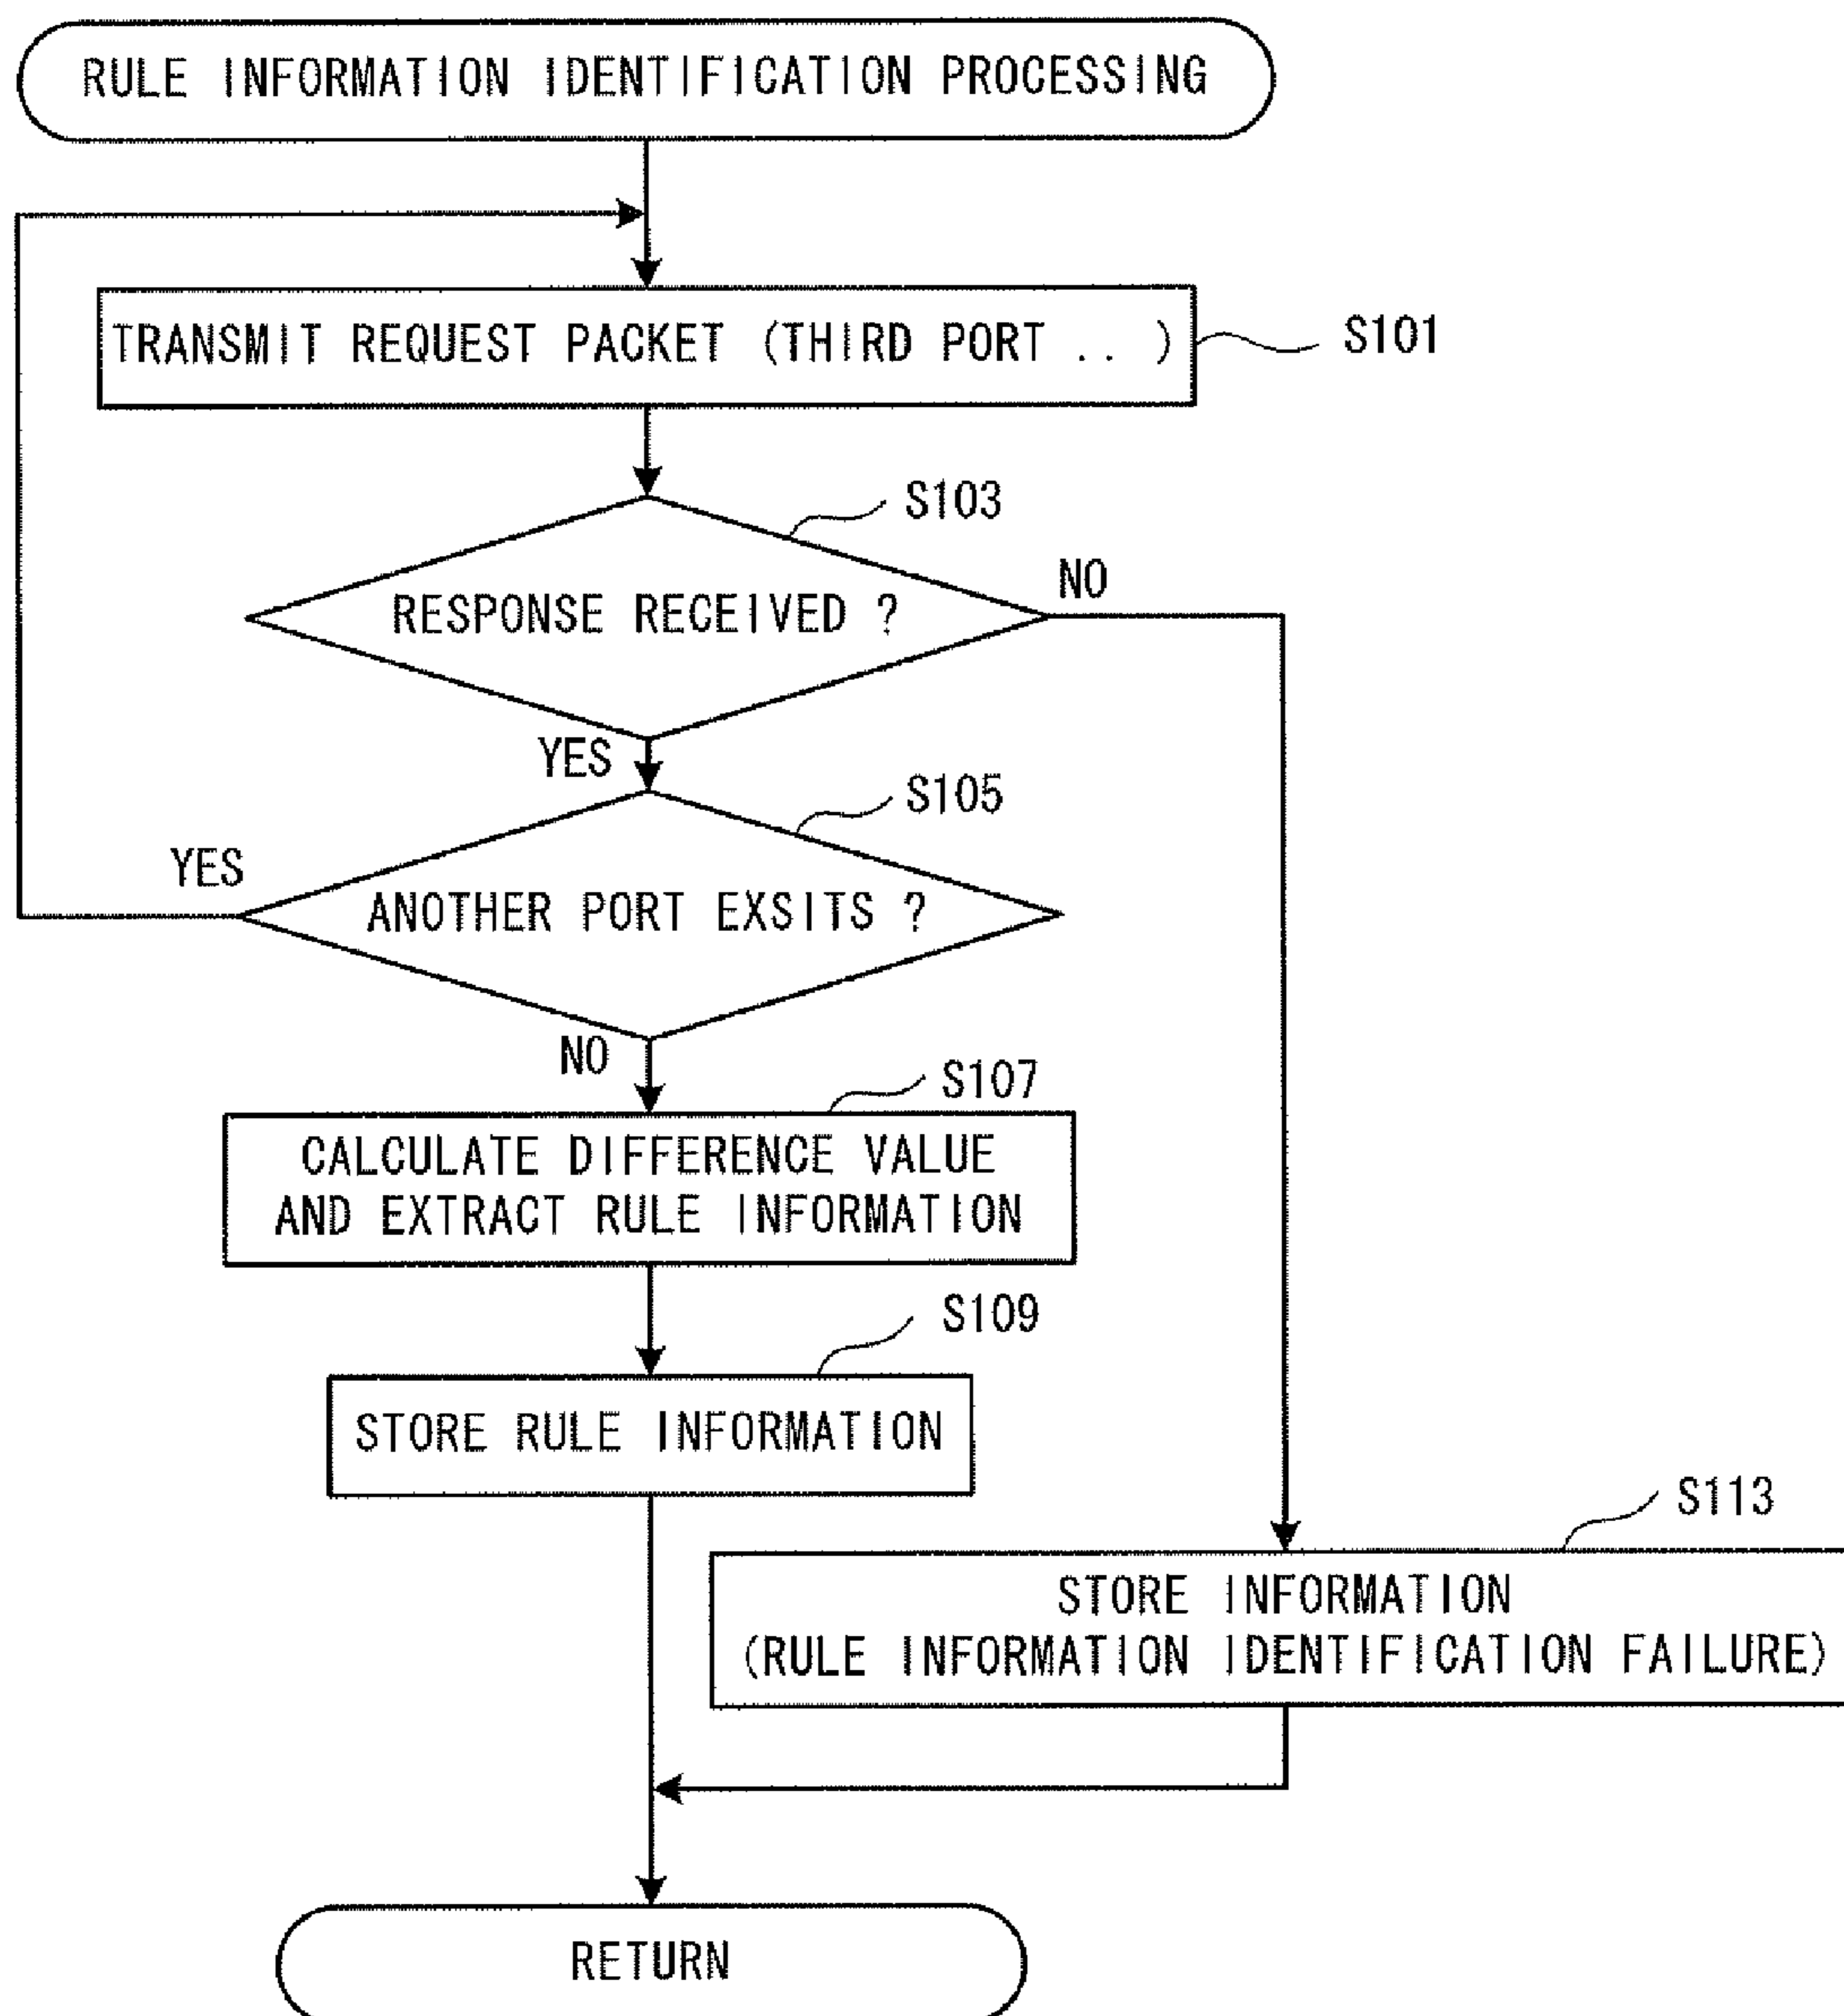 RULE INFORMATION IDENTIFICATION PROCESSING
TRANSMIT REQUEST PACKET (THIRD PORT .. )
S101
S103
RESPONSE RECEIVED ?
NO
YES
S105
YES
ANOTHER PORT EXSITS ?
NO
S107
CALCULATE DIFFERENCE VALUE
AND EXTRACT RULE INFORMATION
S109
STORE RULE INFORMATION
S113
STORE INFORMATION
(RULE INFORMATION IDENTIFICATION FAILURE)
RETURN